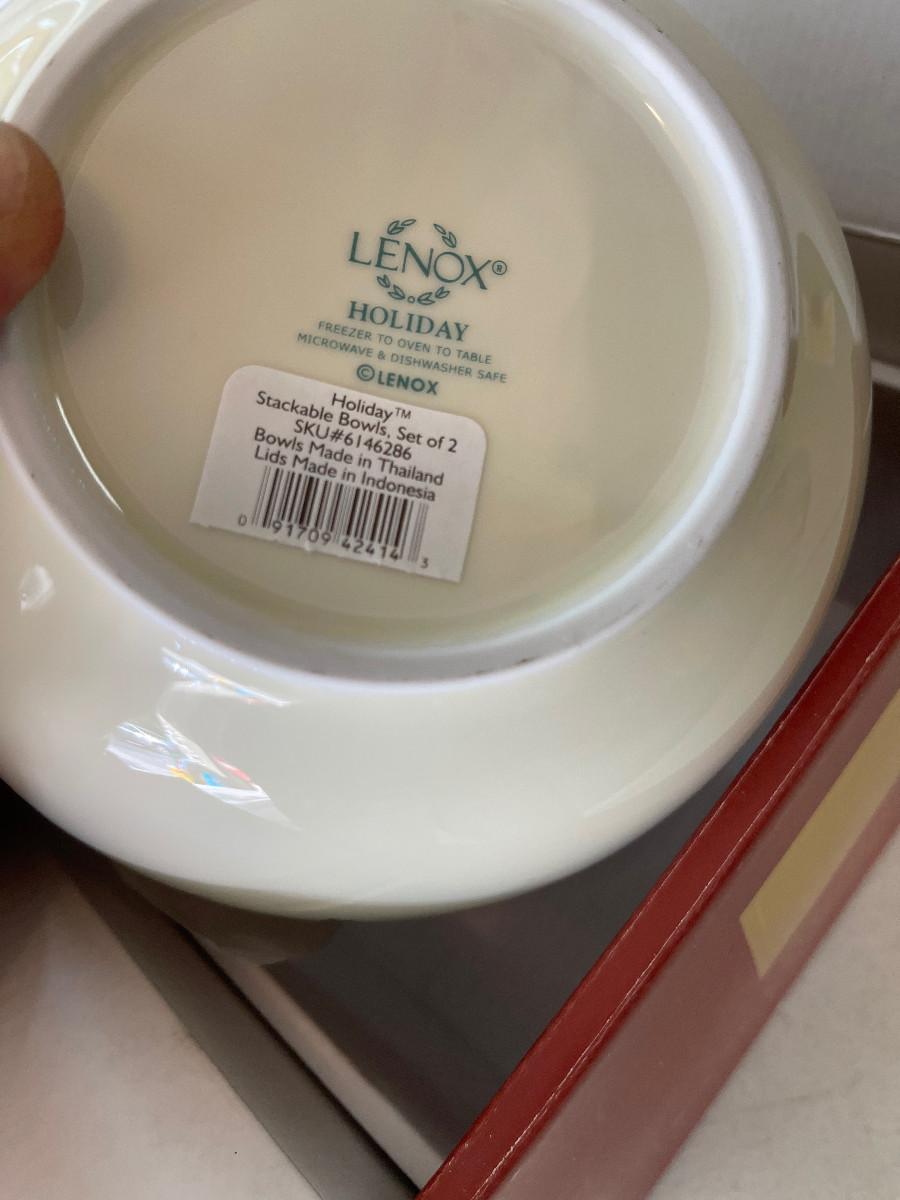 LENOX®
HOLIDAY
FREEZER TO OVEN TO TABLE
MICROWAVE & DISHWASHER SAFE
©LENOX
Holiday™
Stackable Bowls, Set of 2
SKU#6146286
Bowls Made in Thailand
Lids Made in Indonesia
0 91709 42414 3